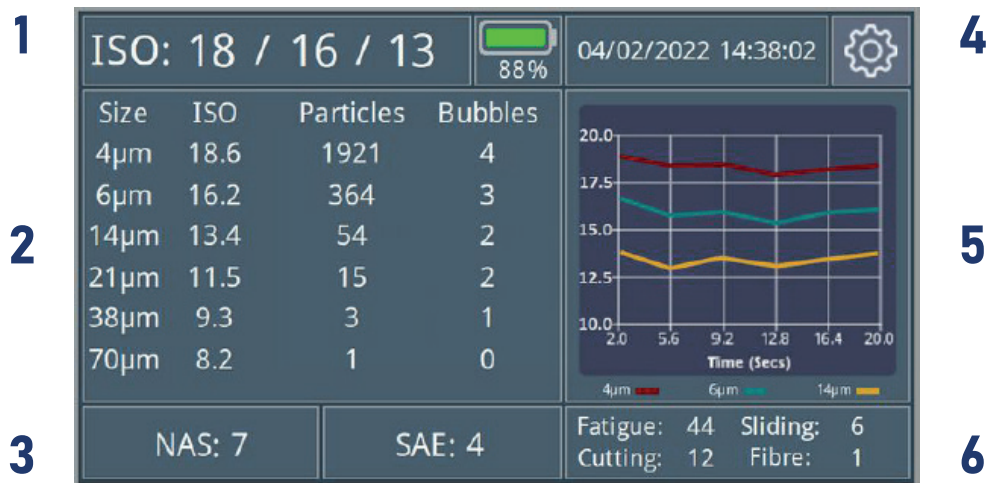 1
ISO: 18 / 16 / 13
88%
04/02/2022 14:38:02
4
Size ISO Particles Bubbles
4µm 18.6 1921 4
6µm 16.2 364 3
14µm 13.4 54 2
21µm 11.5 15 2
38µm 9.3 3 1
70µm 8.2 1 0
2
20.0
17.5
15.0
12.5
10.0
2.0 5.6 9.2 12.8 16.4 20.0
Time (Secs)
4µm 6µm 14µm
5
3
NAS: 7
SAE: 4
Fatigue: 44 Sliding: 6
Cutting: 12 Fibre: 1
6